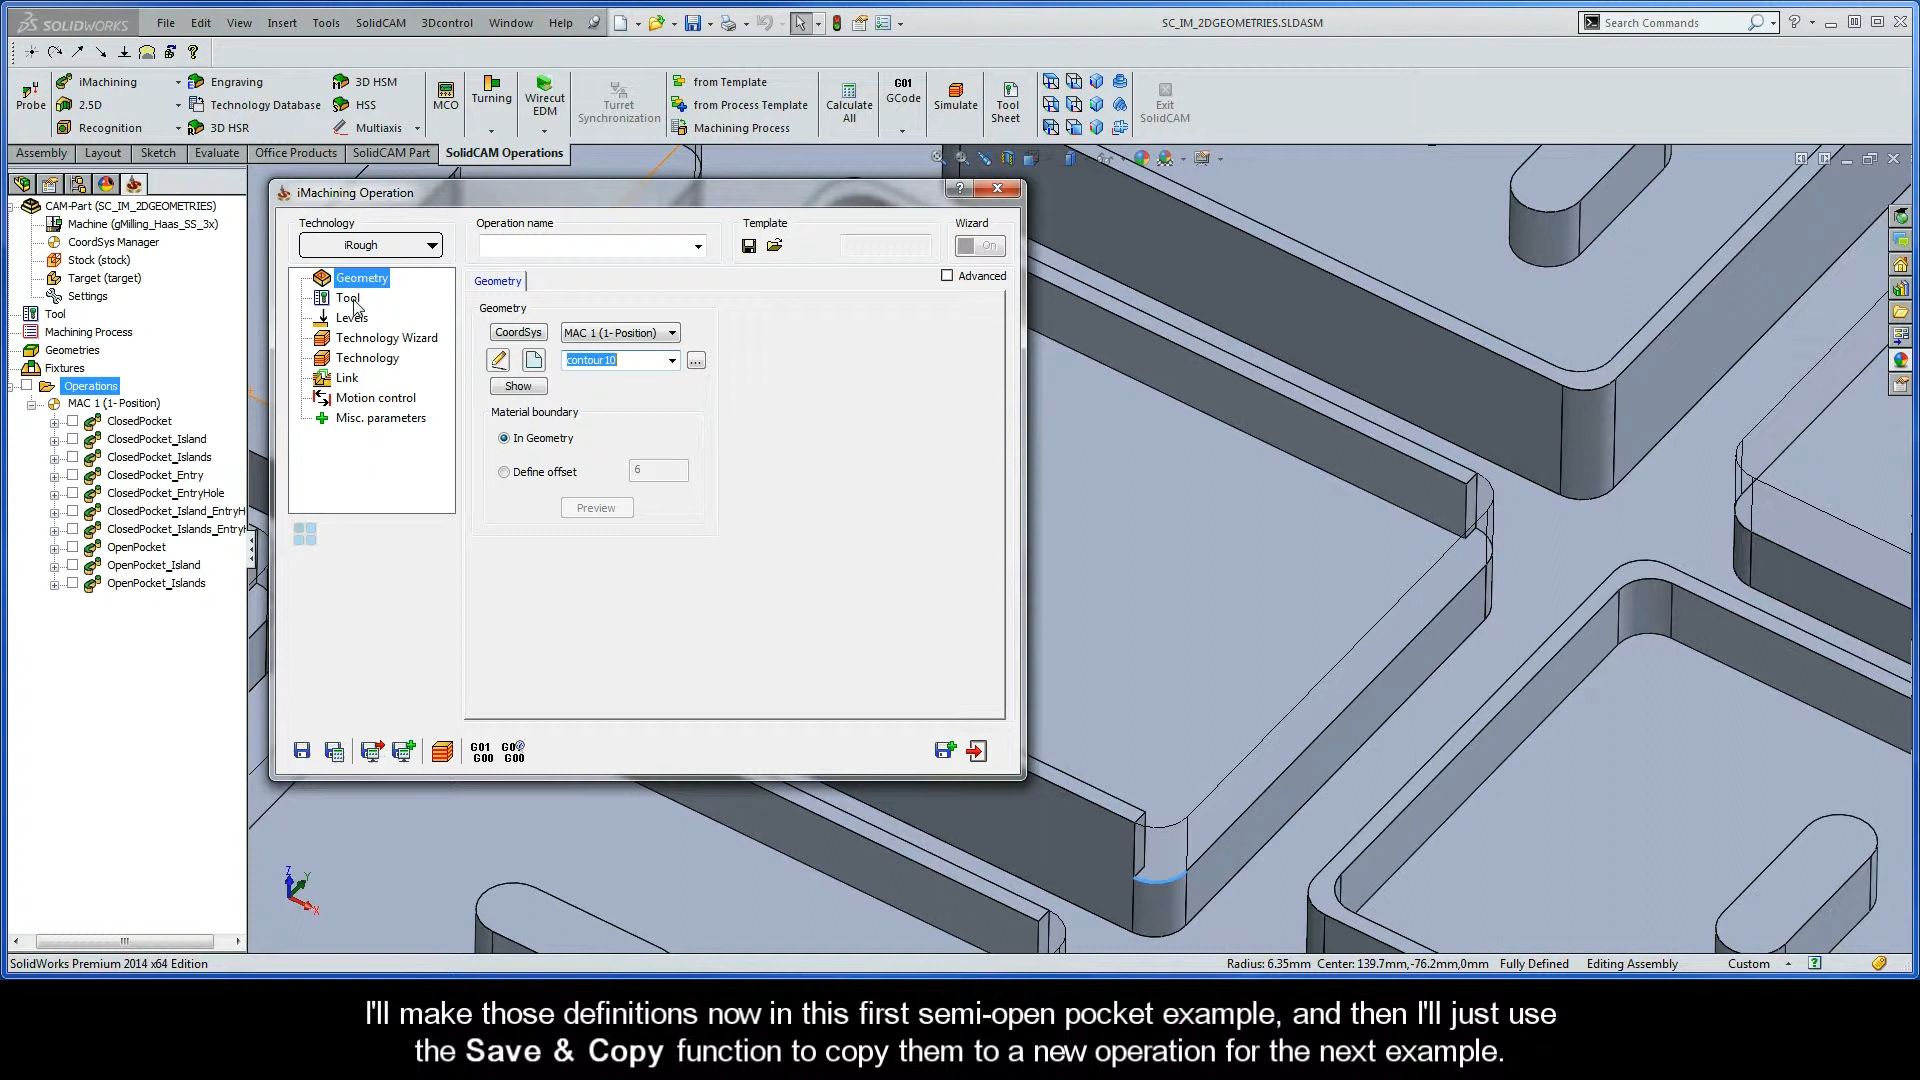 SOLIDWORKS File Edit View Insert Tools SolidCAM 3Dcontrol Window Help SC_IM_2DGEOMETRIES.SLDASM Search Commands
iMachining Engraving 3D HSM from Template
Probe 2.5D Technology Database HSS MCO Turning Wirecut EDM Turret Synchronization from Process Template Calculate All G01 GCode Simulate Tool Sheet Exit SolidCAM
Recognition 3D HSR Multiaxis Machining Process
Assembly Layout Sketch Evaluate Office Products SolidCAM Part SolidCAM Operations
CAM-Part (SC_IM_2DGEOMETRIES)
Machine (gMilling_Haas_SS_3x)
CoordSys Manager
Stock (stock)
Target (target)
Settings
Tool
Machining Process
Geometries
Fixtures
Operations
MAC 1 (1- Position)
ClosedPocket
ClosedPocket_Island
ClosedPocket_Islands
ClosedPocket_Entry
ClosedPocket_EntryHole
ClosedPocket_Island_EntryH
ClosedPocket_Islands_EntryH
OpenPocket
OpenPocket_Island
OpenPocket_Islands
iMachining Operation
Technology Operation name Template Wizard
iRough On
Geometry
Tool
Levels
Technology Wizard
Technology
Link
Motion control
Misc. parameters
Geometry Advanced
Geometry
CoordSys MAC 1 (1- Position)
contour10 ...
Show
Material boundary
In Geometry
Define offset 6
Preview
G01 G00 G0 G00
Z Y X
SolidWorks Premium 2014 x64 Edition Radius: 6.35mm Center: 139.7mm,-76.2mm,0mm Fully Defined Editing Assembly Custom
I'll make those definitions now in this first semi-open pocket example, and then I'll just use
the Save & Copy function to copy them to a new operation for the next example.